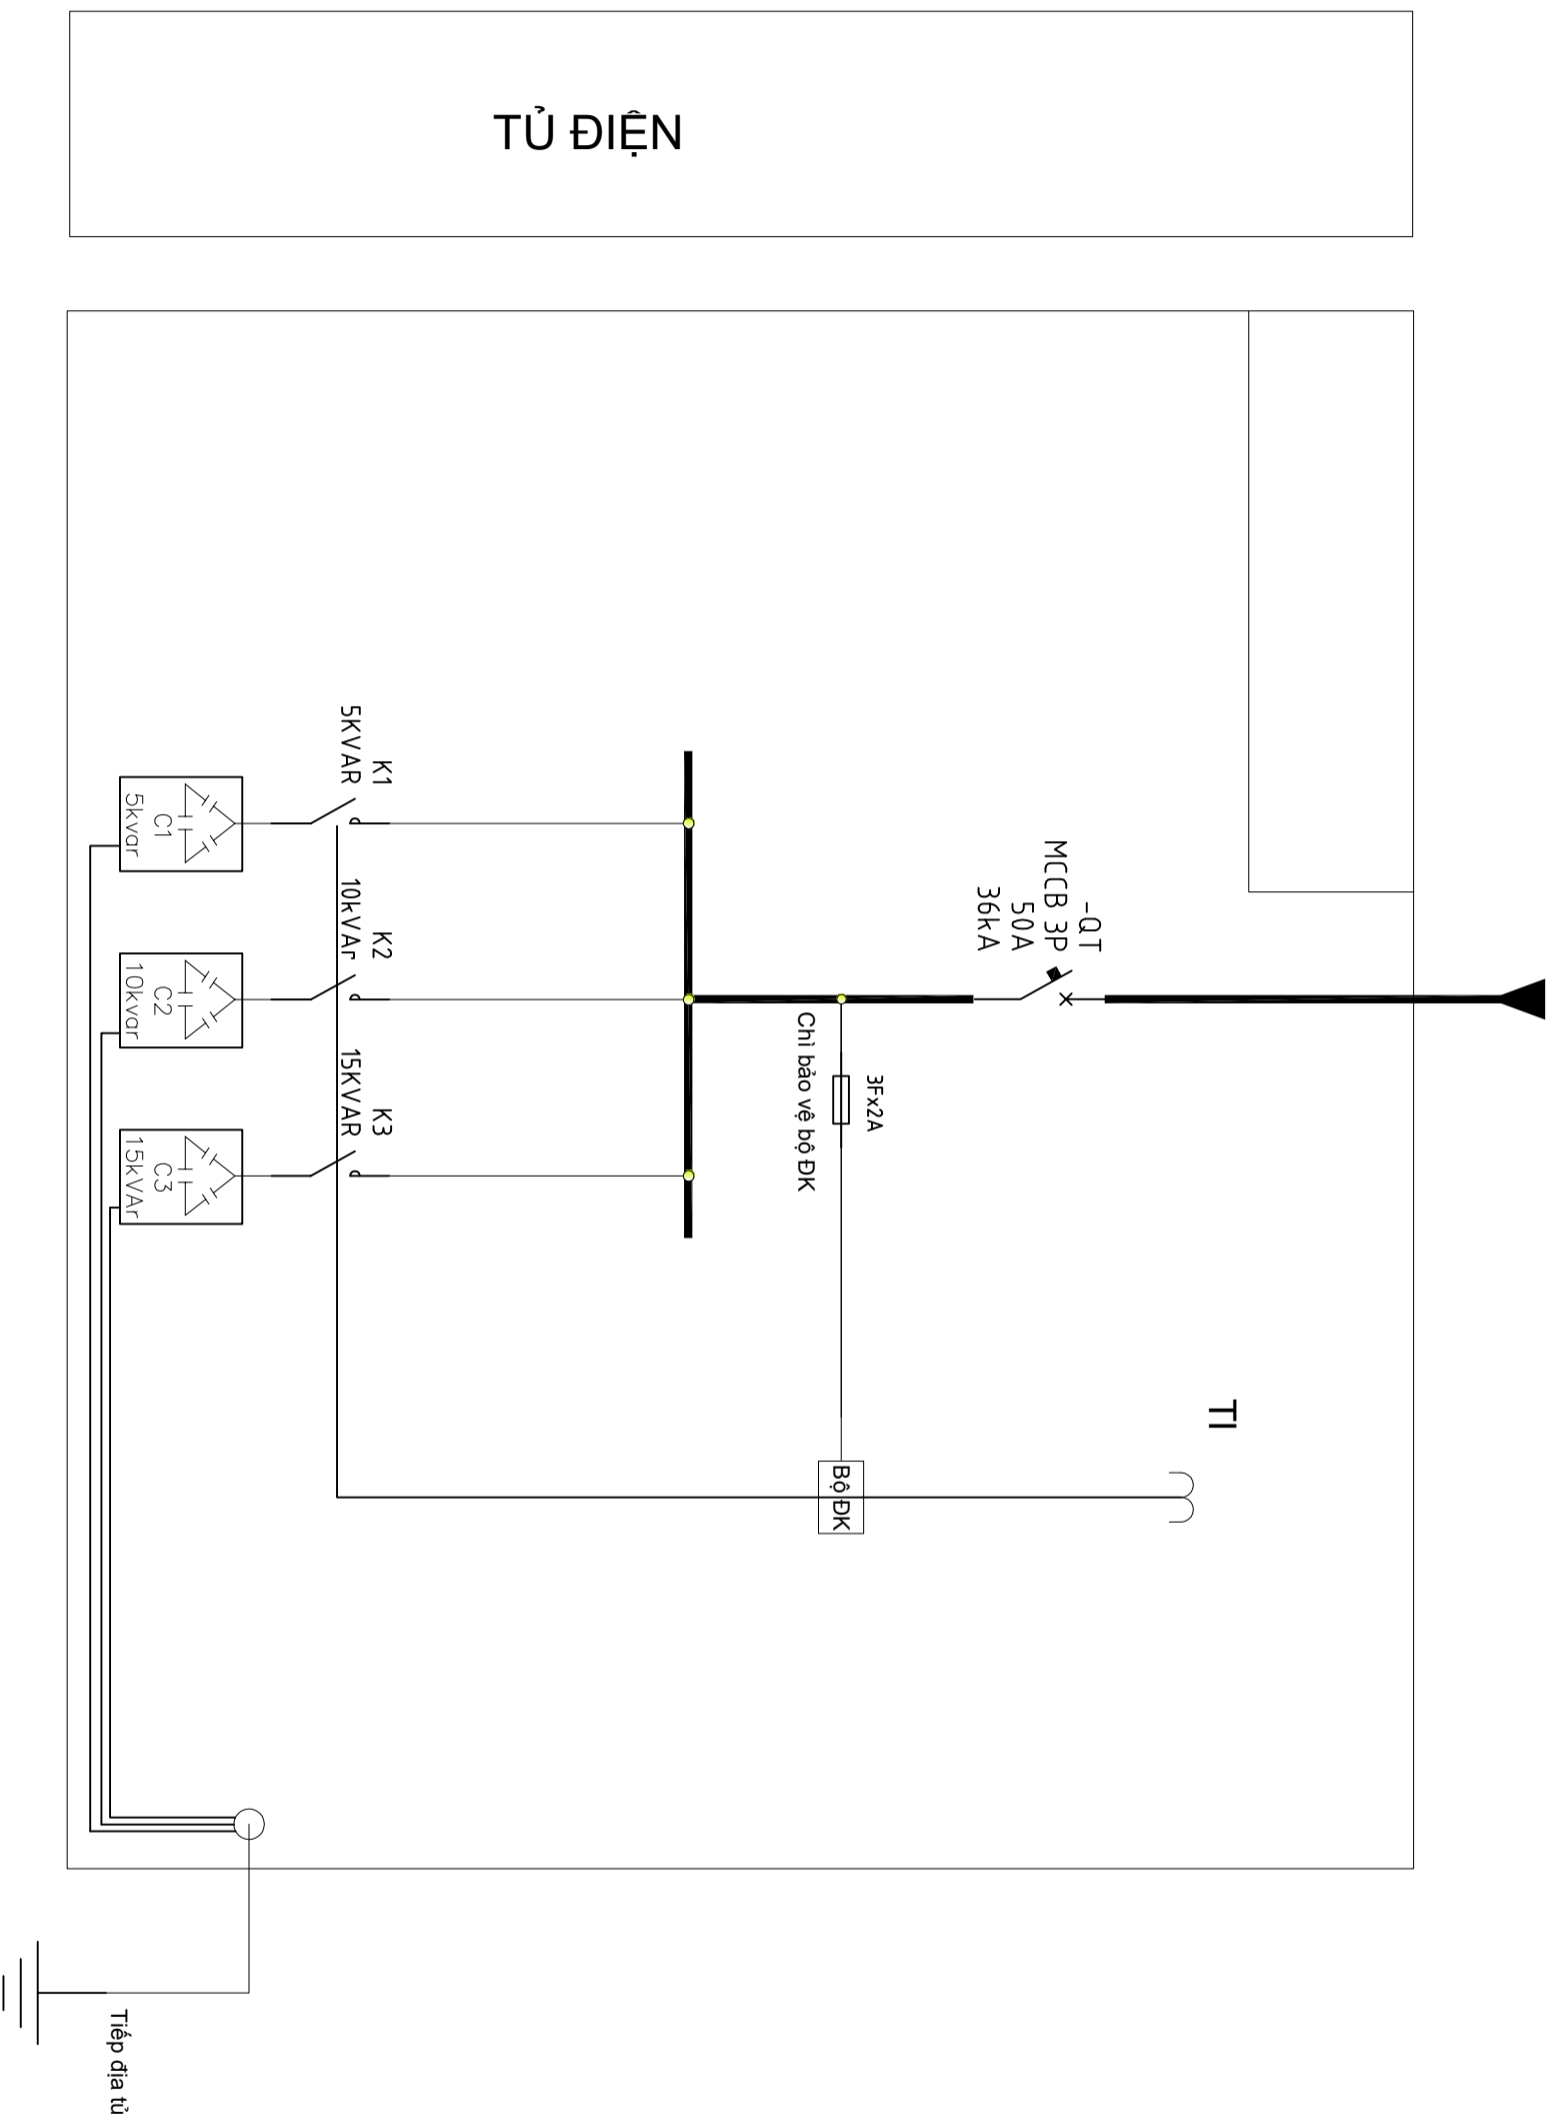 TỦ ĐIỆN
-QT
MCCB 3P
50A
36kA
TI
3Fx2A
Chì bảo vệ bộ ĐK
Bộ ĐK
K1
5KVAR
K2
10kVAr
K3
15KVAR
C1
5kvar
C2
10kvar
C3
15kVAr
Tiếp địa tủ